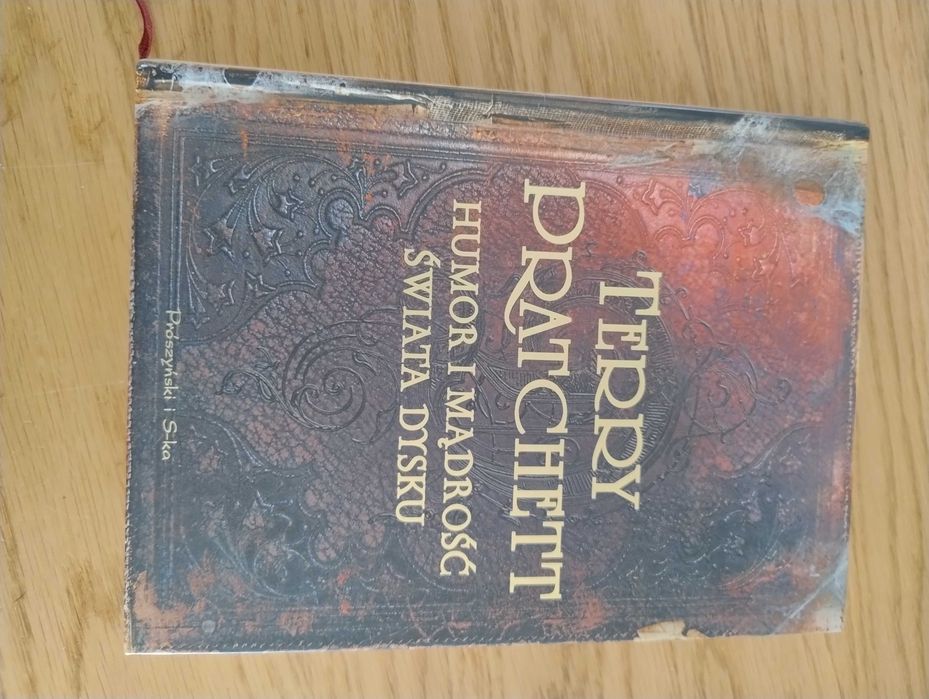 TERRY
PRATCHETT
HUMOR I MĄDROŚĆ
ŚWIATA DYSKU
Prószyński i S-ka